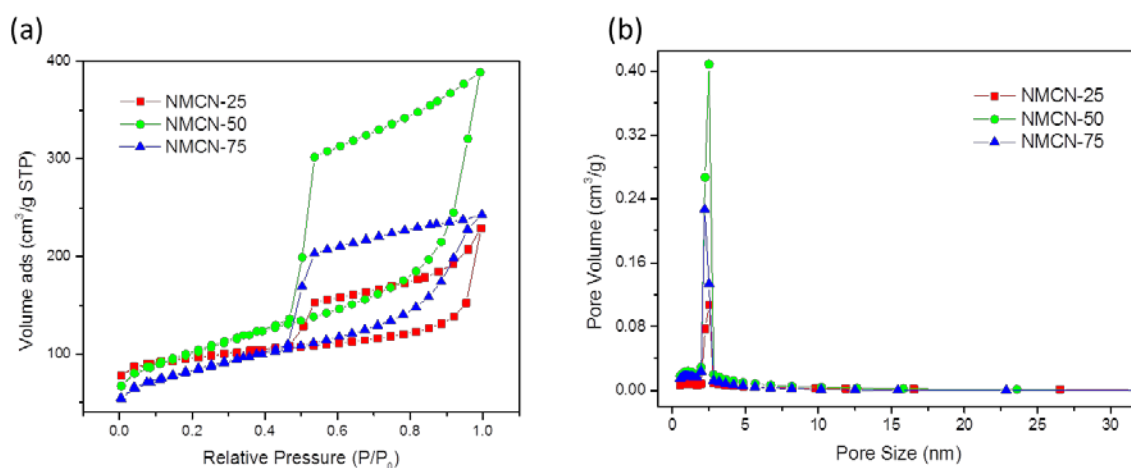 (a)
400
300
200
100
Volume ads (cm³/g STP)
NMCN-25
NMCN-50
NMCN-75
0.0 0.2 0.4 0.6 0.8 1.0
Relative Pressure (P/P₀)
(b)
0.40
0.32
0.24
0.16
0.08
0.00
Pore Volume (cm³/g)
NMCN-25
NMCN-50
NMCN-75
0 5 10 15 20 25 30
Pore Size (nm)